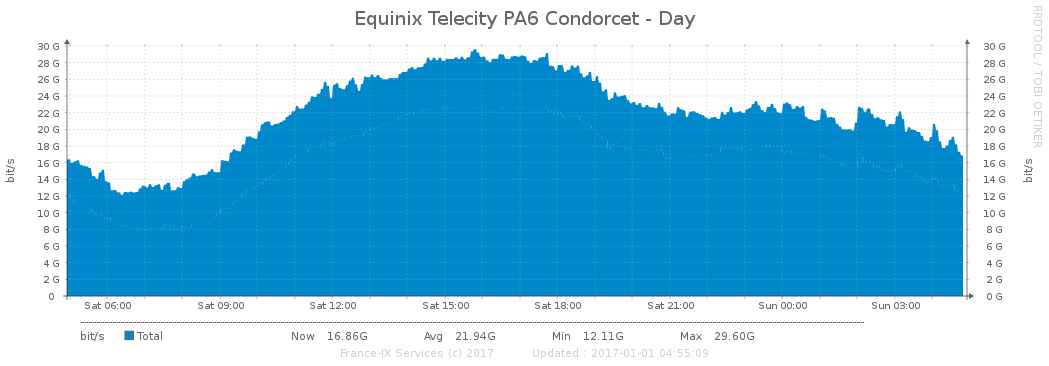 Equinix Telecity PA6 Condorcet - Day
RRDTOOL / TOBI OETIKER
bit/s
30 G 30 G
28 G 28 G
26 G 26 G
24 G 24 G
22 G 22 G
20 G 20 G
18 G 18 G
16 G 16 G
14 G 14 G
12 G 12 G
10 G 10 G
8 G 8 G
6 G 6 G
4 G 4 G
2 G 2 G
0 0 G
bit/s
Sat 06:00 Sat 09:00 Sat 12:00 Sat 15:00 Sat 18:00 Sat 21:00 Sun 00:00 Sun 03:00
bit/s Total Now 16.86G Avg 21.94G Min 12.11G Max 29.60G
France-IX Services (c) 2017 Updated : 2017-01-01 04:55:09